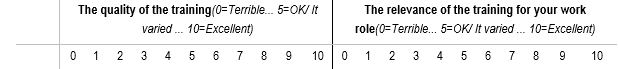 The quality of the training(0=Terrible... 5=OK/ It
varied ... 10=Excellent)
0 1 2 3 4 5 6 7 8 9 10
The relevance of the training for your work
role(0=Terrible... 5=OK/ It varied ... 10=Excellent)
0 1 2 3 4 5 6 7 8 9 10